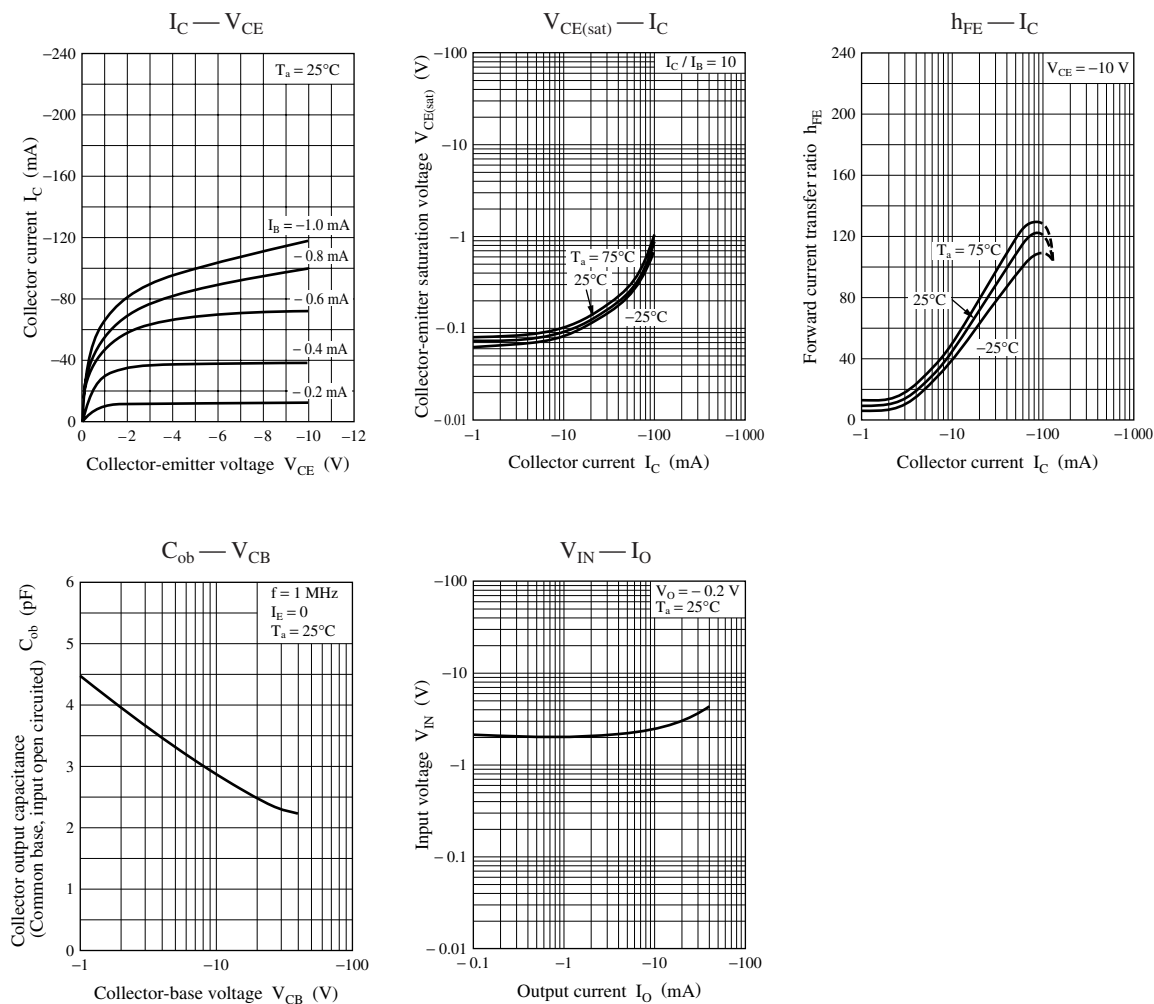 I_C — V_CE
−240
−200
−160
−120
−80
−40
0
0
−2
−4
−6
−8
−10
−12
T_a = 25°C
I_B = −1.0 mA
− 0.8 mA
− 0.6 mA
− 0.4 mA
− 0.2 mA
Collector current I_C (mA)
Collector-emitter voltage V_CE (V)
V_CE(sat) — I_C
−100
−10
−1
− 0.1
− 0.01
−1
−10
−100
−1000
I_C / I_B = 10
T_a = 75°C
25°C
−25°C
Collector-emitter saturation voltage V_CE(sat) (V)
Collector current I_C (mA)
h_FE — I_C
240
200
160
120
80
40
0
−1
−10
−100
−1000
V_CE = −10 V
T_a = 75°C
25°C
−25°C
Forward current transfer ratio h_FE
Collector current I_C (mA)
C_ob — V_CB
6
5
4
3
2
1
0
−1
−10
−100
f = 1 MHz
I_E = 0
T_a = 25°C
Collector output capacitance C_ob (pF)
(Common base, input open circuited)
Collector-base voltage V_CB (V)
V_IN — I_O
−100
−10
−1
− 0.1
− 0.01
− 0.1
−1
−10
−100
V_O = − 0.2 V
T_a = 25°C
Input voltage V_IN (V)
Output current I_O (mA)